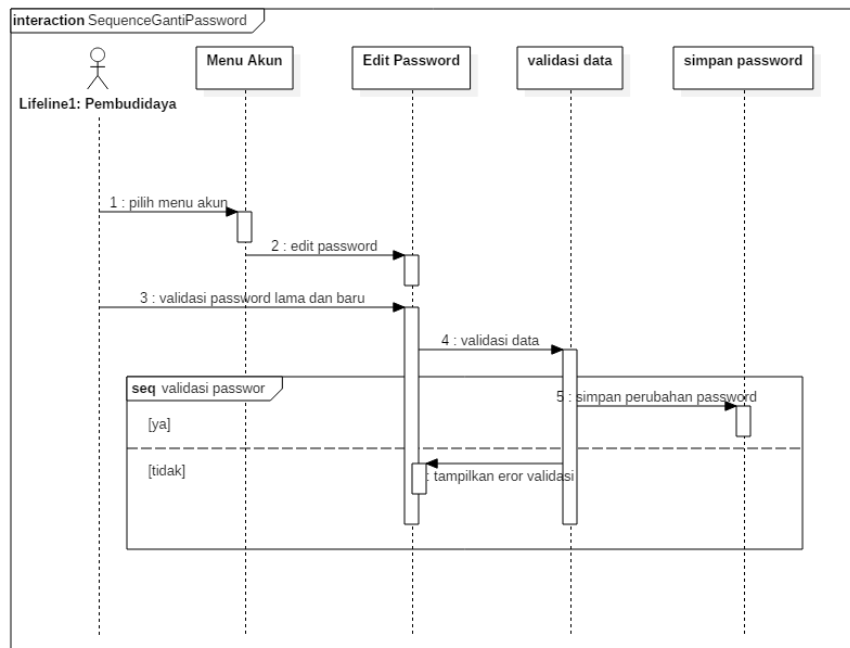 interaction SequenceGantiPassword
Menu Akun
Edit Password
validasi data
simpan password
Lifeline1: Pembudidaya
1 : pilih menu akun
2 : edit password
3 : validasi password lama dan baru
4 : validasi data
seq validasi passwor
5 : simpan perubahan password
[ya]
[tidak]
: tampilkan eror validasi